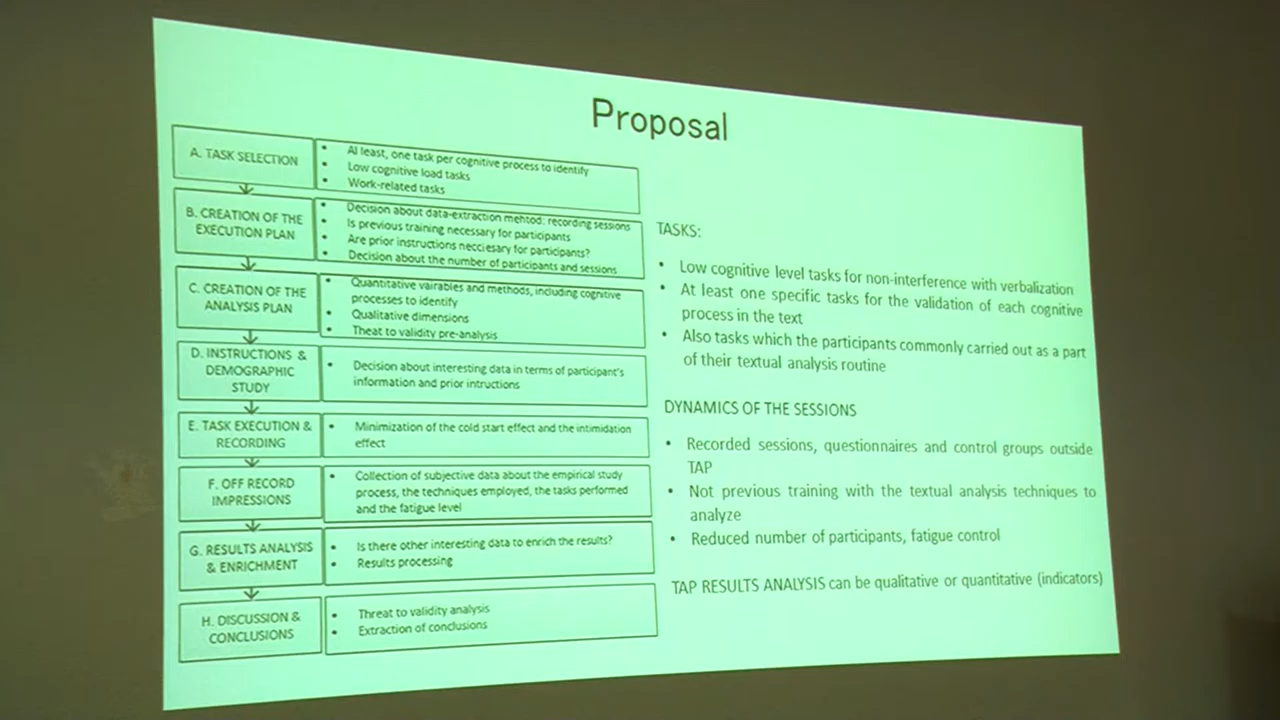 Proposal
A. TASK SELECTION
• At least, one task per cognitive process to identify
• Low cognitive load tasks
• Work-related tasks
B. CREATION OF THE
EXECUTION PLAN
• Decision about data-extraction mehtod: recording sessions
• Is previous training necessary for participants
• Are prior instructions necciesary for participants?
• Decision about the number of participants and sessions
C. CREATION OF THE
ANALYSIS PLAN
• Quantitative vairables and methods, including cognitive
processes to identify
• Qualitative dimensions
• Theat to validity pre-analysis
D. INSTRUCTIONS &
DEMOGRAPHIC
STUDY
• Decision about interesting data in terms of participant's
information and prior intructions
E. TASK EXECUTION &
RECORDING
• Minimization of the cold start effect and the intimidation
effect
F. OFF RECORD
IMPRESSIONS
• Collection of subjective data about the empirical study
process, the techniques employed, the tasks performed
and the fatigue level
G. RESULTS ANALYSIS
& ENRICHMENT
• Is there other interesting data to enrich the results?
• Results processing
H. DISCUSSION &
CONCLUSIONS
• Threat to validity analysis
• Extraction of conclusions
TASKS:
• Low cognitive level tasks for non-interference with verbalization
• At least one specific tasks for the validation of each cognitive
process in the text
• Also tasks which the participants commonly carried out as a part
of their textual analysis routine
DYNAMICS OF THE SESSIONS
• Recorded sessions, questionnaires and control groups outside
TAP
• Not previous training with the textual analysis techniques to
analyze
• Reduced number of participants, fatigue control
TAP RESULTS ANALYSIS can be qualitative or quantitative (indicators)